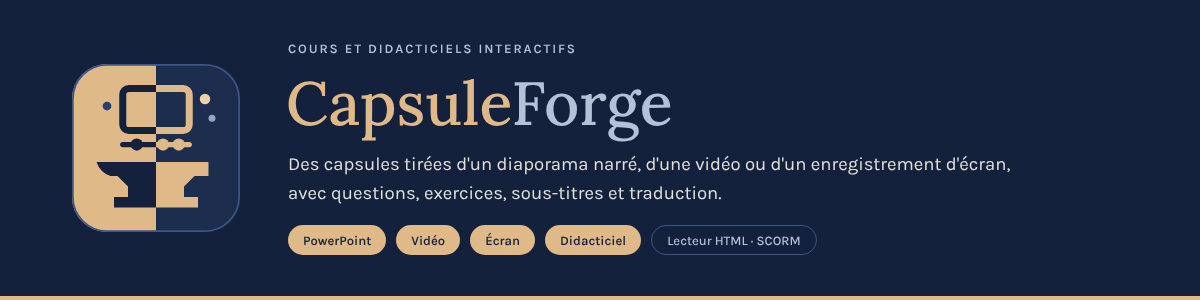 COURS ET DIDACTICIELS INTERACTIFS
CapsuleForge
Des capsules tirées d'un diaporama narré, d'une vidéo ou d'un enregistrement d'écran,
avec questions, exercices, sous-titres et traduction.
PowerPoint Vidéo Écran Didacticiel Lecteur HTML · SCORM